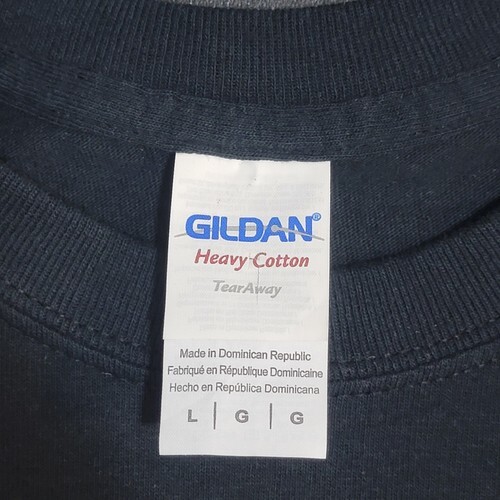 GILDAN®
Heavy Cotton
TearAway
Made in Dominican Republic
Fabriqué en République Dominicaine
Hecho en República Dominicana
L | G | G